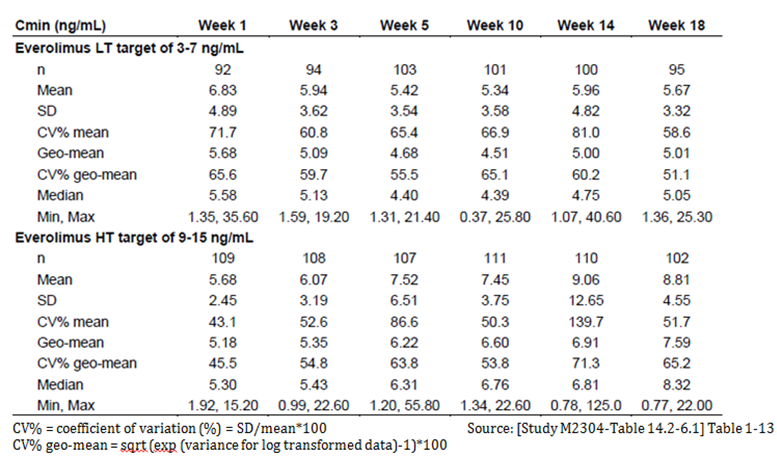 Cmin (ng/mL) Week 1 Week 3 Week 5 Week 10 Week 14 Week 18
Everolimus LT target of 3-7 ng/mL
n 92 94 103 101 100 95
Mean 6.83 5.94 5.42 5.34 5.96 5.67
SD 4.89 3.62 3.54 3.58 4.82 3.32
CV% mean 71.7 60.8 65.4 66.9 81.0 58.6
Geo-mean 5.68 5.09 4.68 4.51 5.00 5.01
CV% geo-mean 65.6 59.7 55.5 65.1 60.2 51.1
Median 5.58 5.13 4.40 4.39 4.75 5.05
Min, Max 1.35, 35.60 1.59, 19.20 1.31, 21.40 0.37, 25.80 1.07, 40.60 1.36, 25.30
Everolimus HT target of 9-15 ng/mL
n 109 108 107 111 110 102
Mean 5.68 6.07 7.52 7.45 9.06 8.81
SD 2.45 3.19 6.51 3.75 12.65 4.55
CV% mean 43.1 52.6 86.6 50.3 139.7 51.7
Geo-mean 5.18 5.35 6.22 6.60 6.91 7.59
CV% geo-mean 45.5 54.8 63.8 53.8 71.3 65.2
Median 5.30 5.43 6.31 6.76 6.81 8.32
Min, Max 1.92, 15.20 0.99, 22.60 1.20, 55.80 1.34, 22.60 0.78, 125.0 0.77, 22.00
CV% = coefficient of variation (%) = SD/mean*100 Source: [Study M2304-Table 14.2-6.1] Table 1-13
CV% geo-mean = sqrt (exp (variance for log transformed data)-1)*100